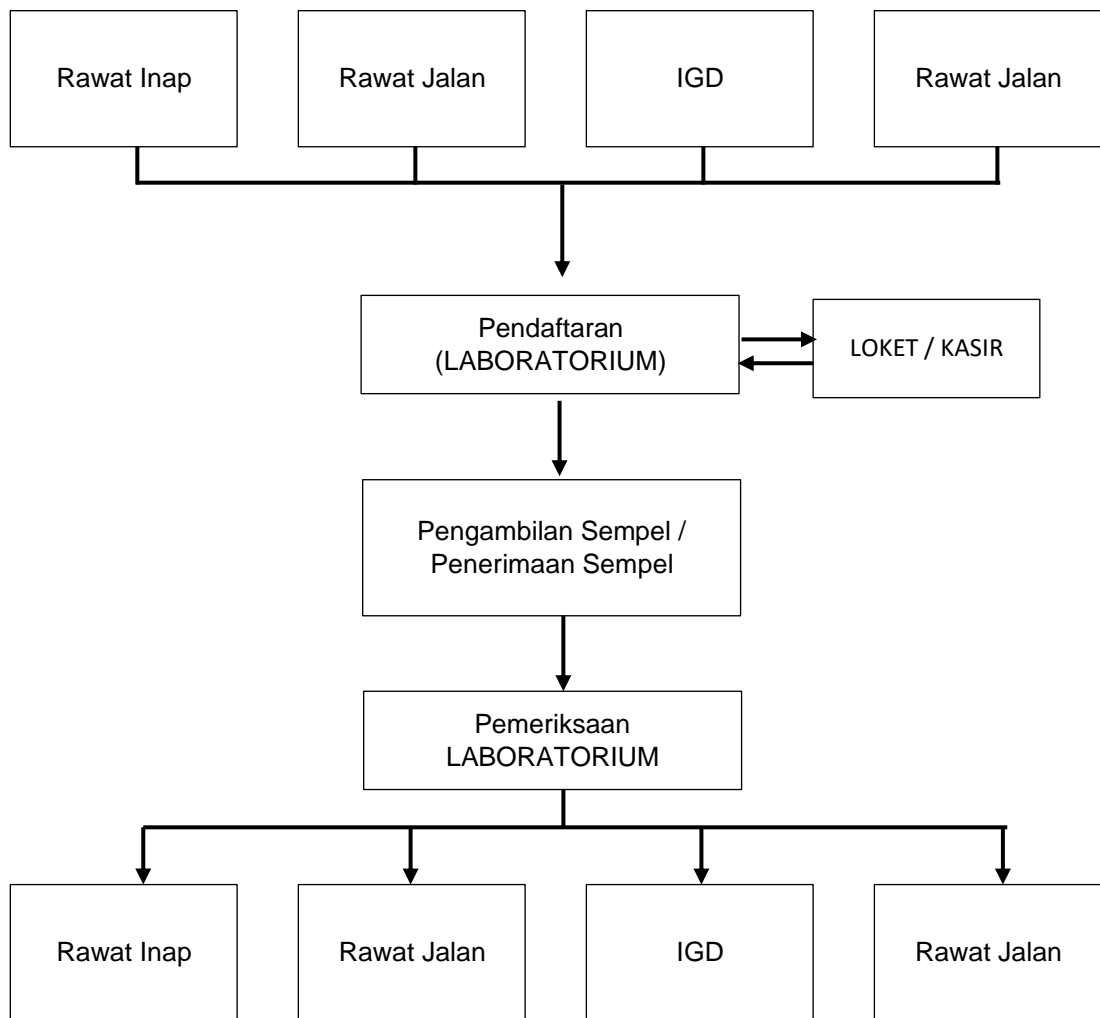 Rawat Inap
Rawat Jalan
IGD
Rawat Jalan
Pendaftaran
(LABORATORIUM)
LOKET / KASIR
Pengambilan Sempel /
Penerimaan Sempel
Pemeriksaan
LABORATORIUM
Rawat Inap
Rawat Jalan
IGD
Rawat Jalan